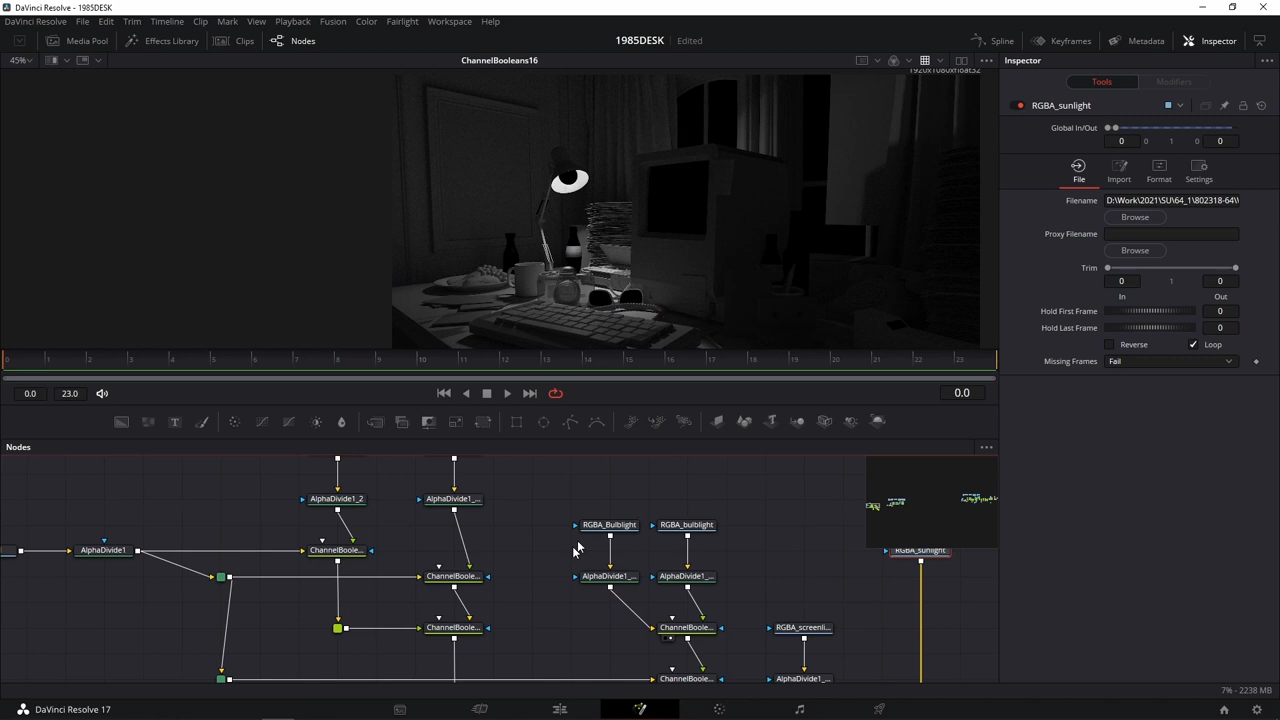 DaVinci Resolve - 1985DESK
DaVinci Resolve File Edit Trim Timeline Clip Mark View Playback Fusion Color Fairlight Workspace Help
Media Pool Effects Library Clips Nodes 1985DESK Edited Spline Keyframes Metadata Inspector
45% ChannelBooleans16 Inspector
1920x1080xfloat32
Tools Modifiers
RGBA_sunlight
Global In/Out
0 0 1 0 0
File Import Format Settings
Filename D:\Work\2021\SU\64_1\802318-64\\
Browse
Proxy Filename
Browse
Trim
0 1 0
In Out
Hold First Frame 0
Hold Last Frame 0
Reverse Loop
Missing Frames Fail
0 1 2 3 4 5 6 7 8 9 10 11 12 13 14 15 16 17 18 19 20 21 22 23
0.0 23.0 0.0
Nodes
AlphaDivide1_2 AlphaDivide1_...
RGBA_Bulblight RGBA_bulblight
AlphaDivide1 ChannelBoole... RGBA_sunlight
ChannelBoole... AlphaDivide1_... AlphaDivide1_...
ChannelBoole... ChannelBoole... RGBA_screenli...
ChannelBoole... AlphaDivide1_...
7% - 2238 MB
DaVinci Resolve 17